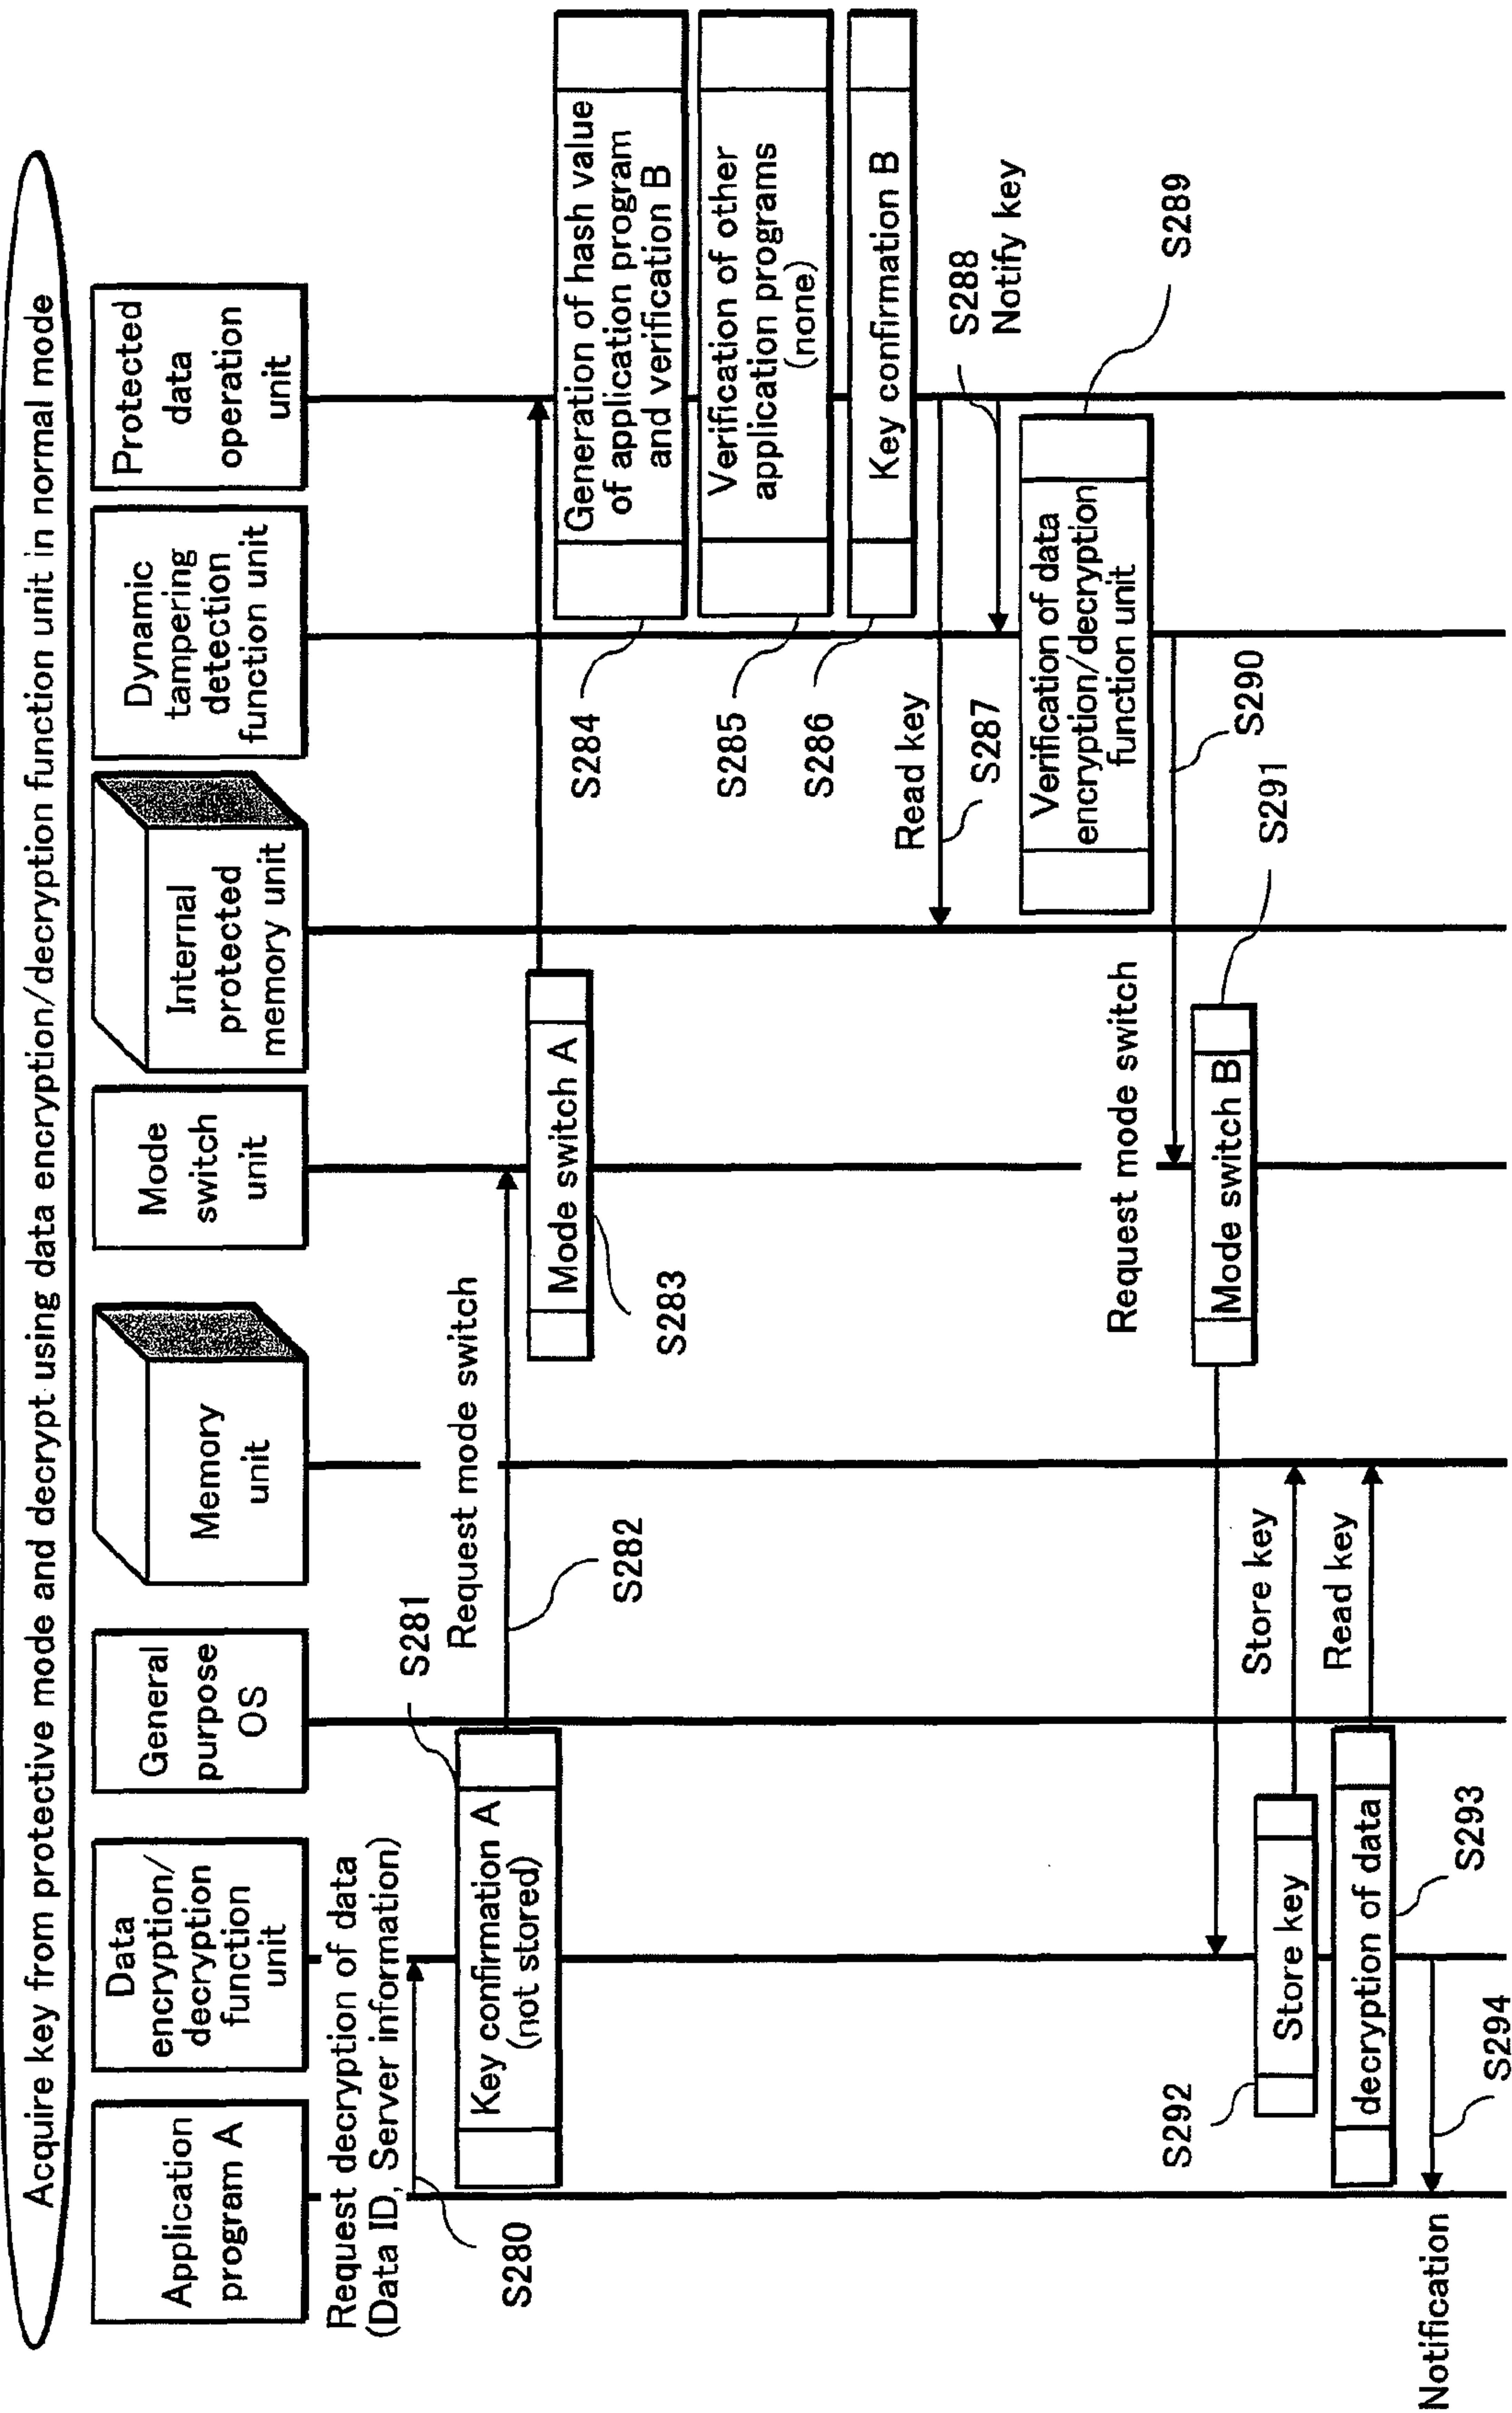 Acquire key from protective mode and decrypt using data encryption/decryption function unit in normal mode
Application
program A
Data
encryption/
decryption
function
unit
General
purpose
OS
Memory
unit
Mode
switch
unit
Internal
protected
memory unit
Dynamic
tampering
detection
function unit
Protected
data
operation
unit
Request decryption of data
(Data ID, Server information)
S280
S281
Key confirmation A
(not stored)
Request mode switch
S282
Mode switch A
S283
Generation of hash value
of application program
and verification B
S284
Verification of other
application programs
(none)
S285
Key confirmation B
S286
Read key
S287
S288
Notify key
Verification of data
encryption/decryption
function unit
S289
Request mode switch
S290
Mode switch B
S291
Store key
S292
Store key
decryption of data
S293
Read key
S294
Notification